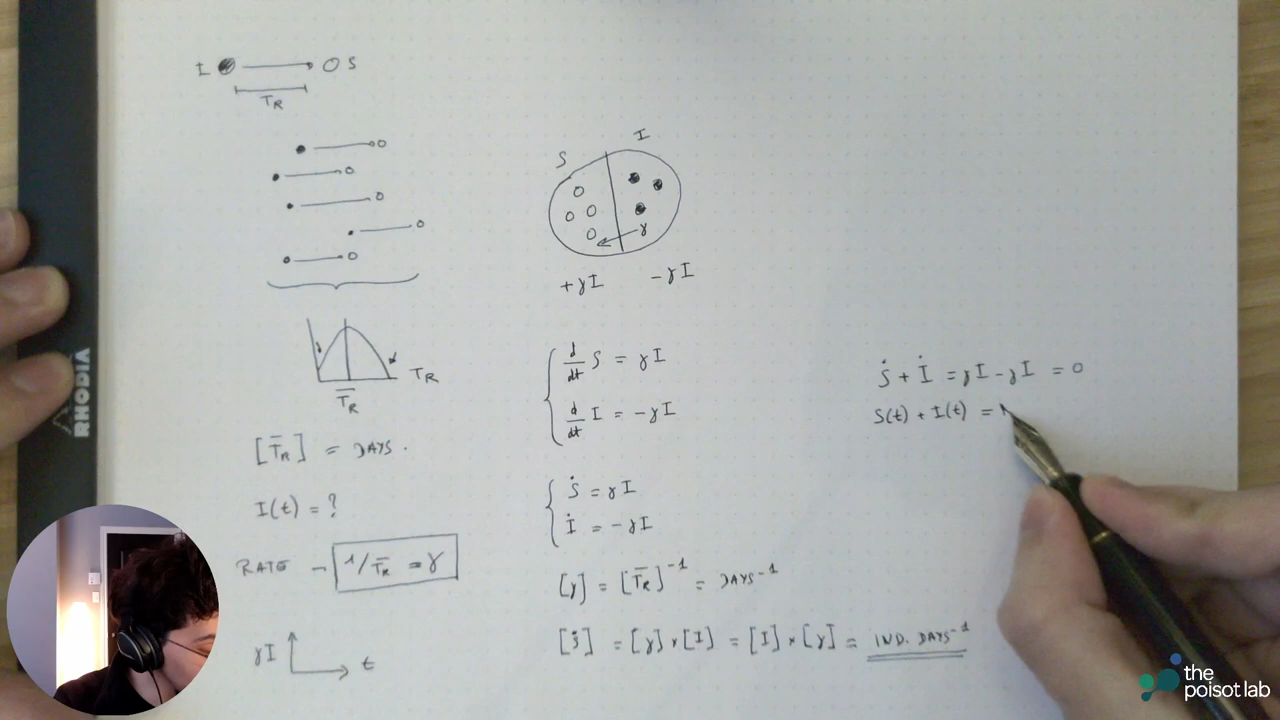 I S
T_R
T_R
T̄_R
[T̄_R] = DAYS.
I(t) = ?
RATE → 1/T̄_R = γ
γI t
S I
γ
+γI -γI
d/dt S = γI
d/dt I = -γI
Ṡ = γI
İ = -γI
[γ] = [T̄_R]⁻¹ = DAYS⁻¹
[Ṡ] = [γ]×[I] = [I]×[γ] = IND. DAYS⁻¹
Ṡ + İ = γI - γI = 0
S(t) + I(t) =
RHODIA
the
poisot lab